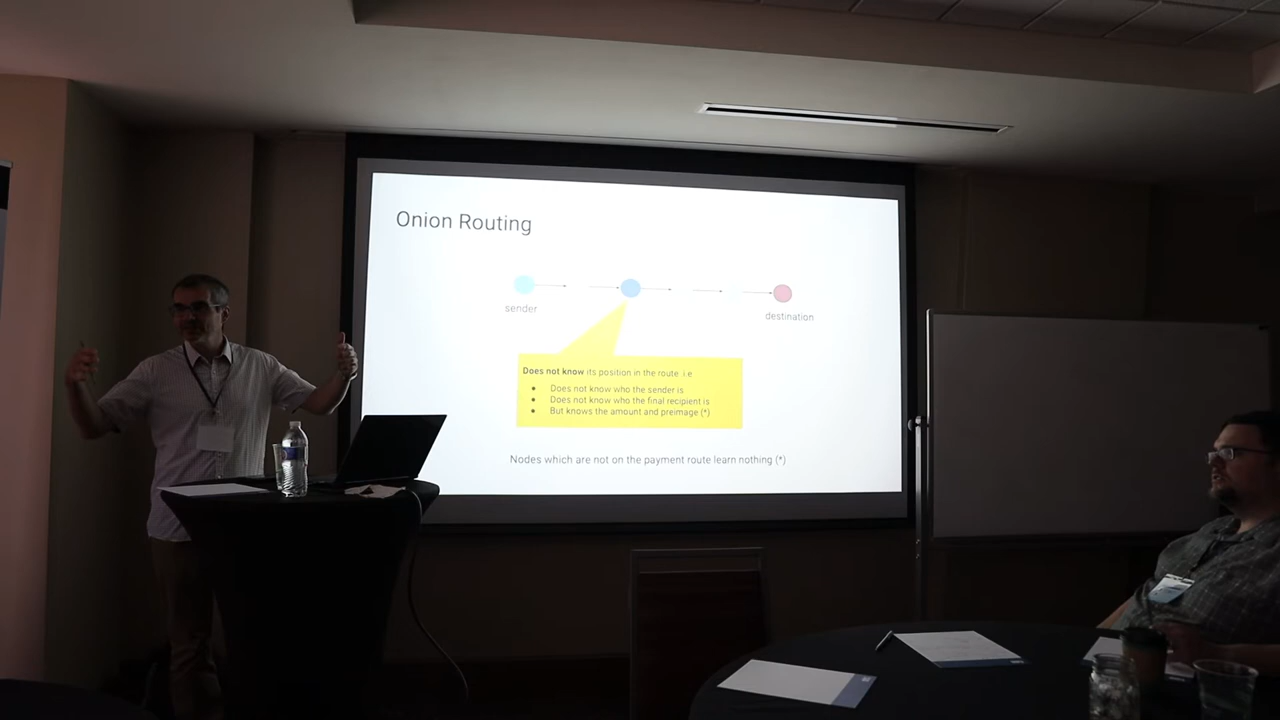 Onion Routing
sender
destination
Does not know its position in the route i.e
Does not know who the sender is
Does not know who the final recipient is
But knows the amount and preimage (*)
Nodes which are not on the payment route learn nothing (*)